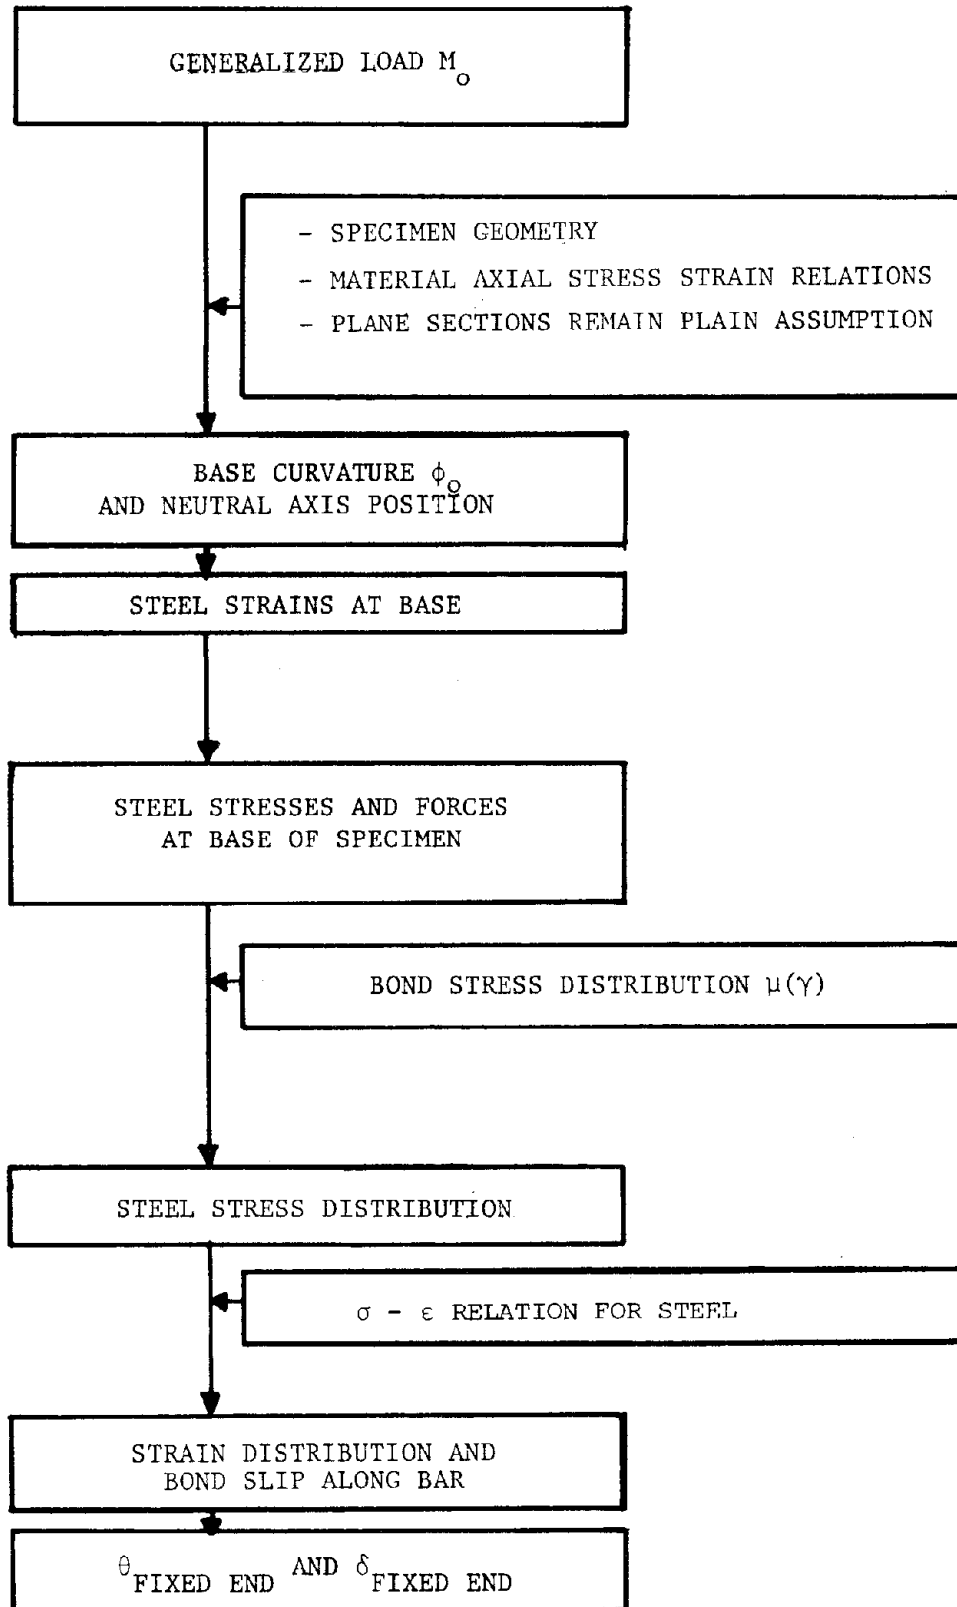 GENERALIZED LOAD Mo
- SPECIMEN GEOMETRY
- MATERIAL AXIAL STRESS STRAIN RELATIONS
- PLANE SECTIONS REMAIN PLAIN ASSUMPTION
BASE CURVATURE ϕo
AND NEUTRAL AXIS POSITION
STEEL STRAINS AT BASE
STEEL STRESSES AND FORCES
AT BASE OF SPECIMEN
BOND STRESS DISTRIBUTION μ(γ)
STEEL STRESS DISTRIBUTION
σ - ε RELATION FOR STEEL
STRAIN DISTRIBUTION AND
BOND SLIP ALONG BAR
θFIXED END AND δFIXED END